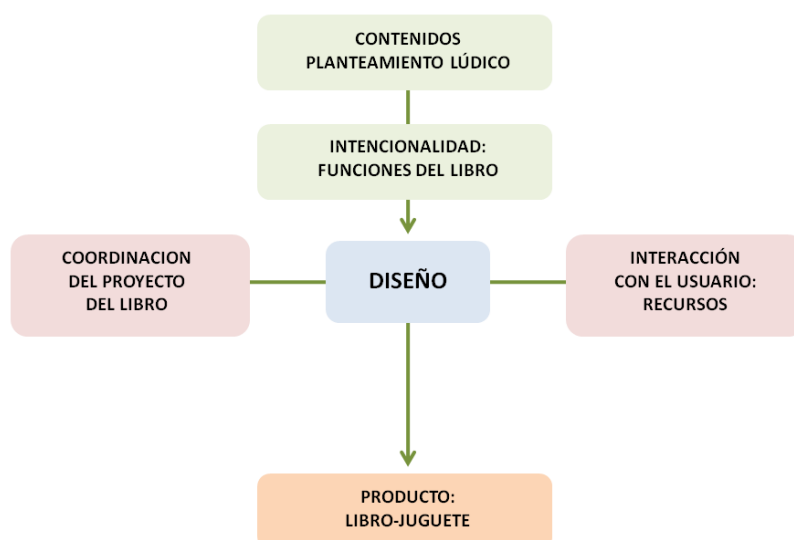 CONTENIDOS
PLANTEAMIENTO LÚDICO
INTENCIONALIDAD:
FUNCIONES DEL LIBRO
COORDINACION
DEL PROYECTO
DEL LIBRO
DISEÑO
INTERACCIÓN
CON EL USUARIO:
RECURSOS
PRODUCTO:
LIBRO-JUGUETE